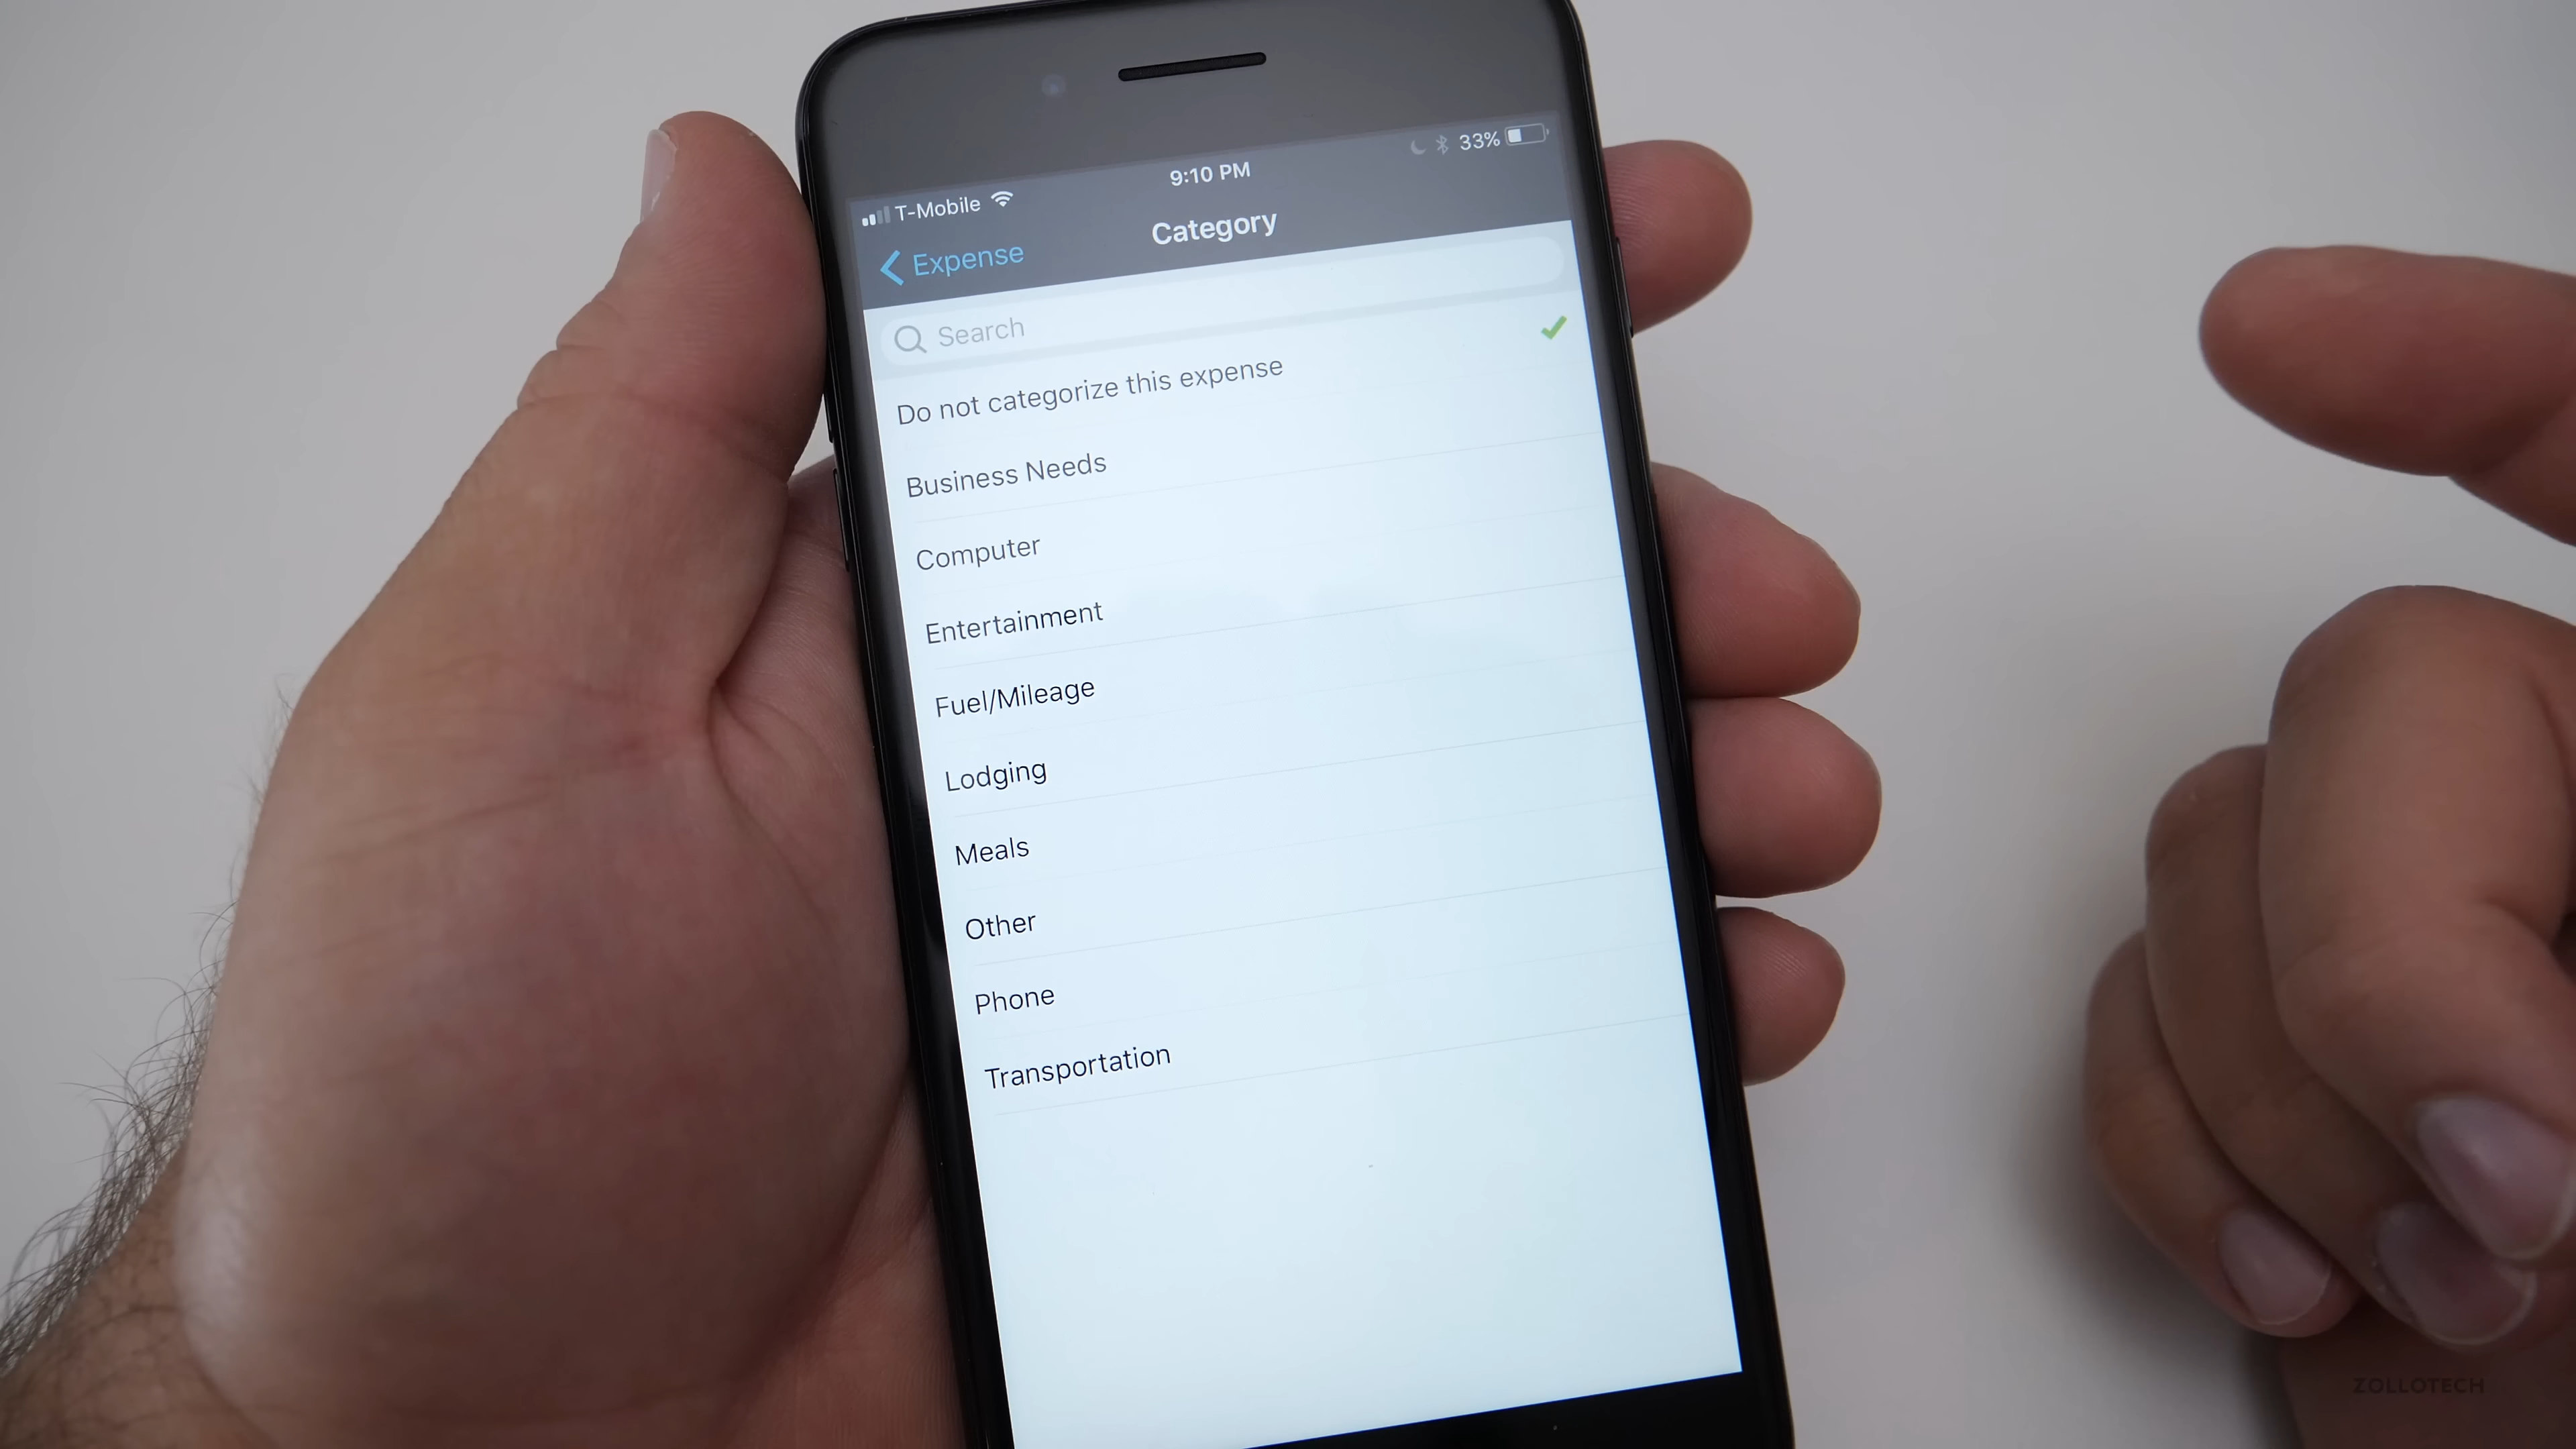 T-Mobile 9:10 PM 33%
Expense Category
Search
Do not categorize this expense
Business Needs
Computer
Entertainment
Fuel/Mileage
Lodging
Meals
Other
Phone
Transportation
ZOLLOTECH